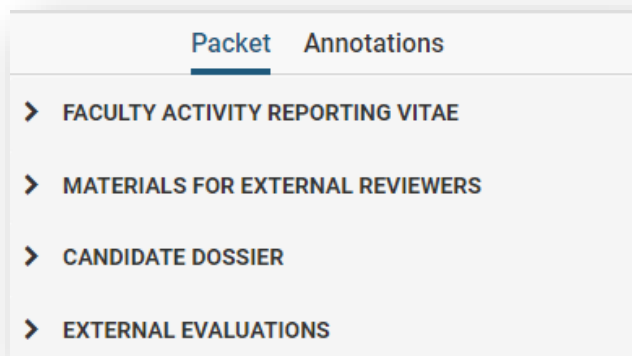 Packet Annotations
FACULTY ACTIVITY REPORTING VITAE
MATERIALS FOR EXTERNAL REVIEWERS
CANDIDATE DOSSIER
EXTERNAL EVALUATIONS